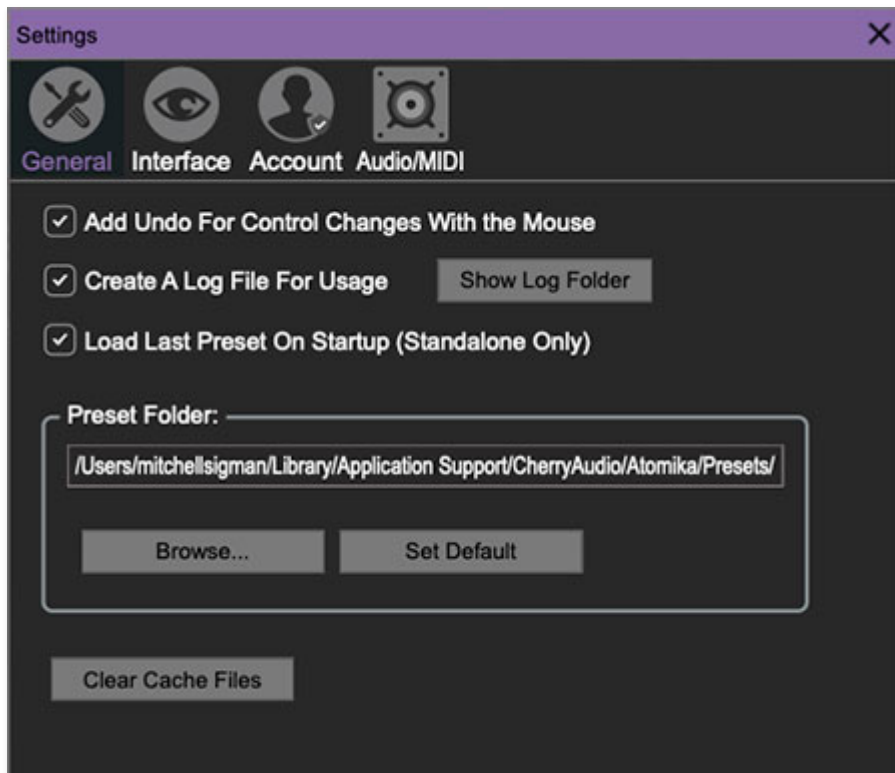 Settings
General Interface Account Audio/MIDI
Add Undo For Control Changes With the Mouse
Create A Log File For Usage Show Log Folder
Load Last Preset On Startup (Standalone Only)
Preset Folder:
/Users/mitchellsigman/Library/Application Support/CherryAudio/Atomika/Presets/
Browse... Set Default
Clear Cache Files